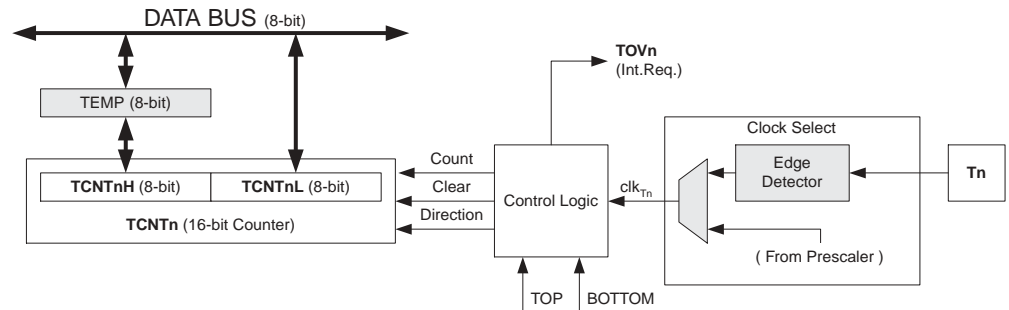 DATA BUS (8-bit)
TOVn
(Int.Req.)
TEMP (8-bit)
Clock Select
Count
Edge
Detector
Tn
TCNTnH (8-bit) TCNTnL (8-bit)
Clear
Control Logic
clkTn
TCNTn (16-bit Counter)
Direction
( From Prescaler )
TOP
BOTTOM